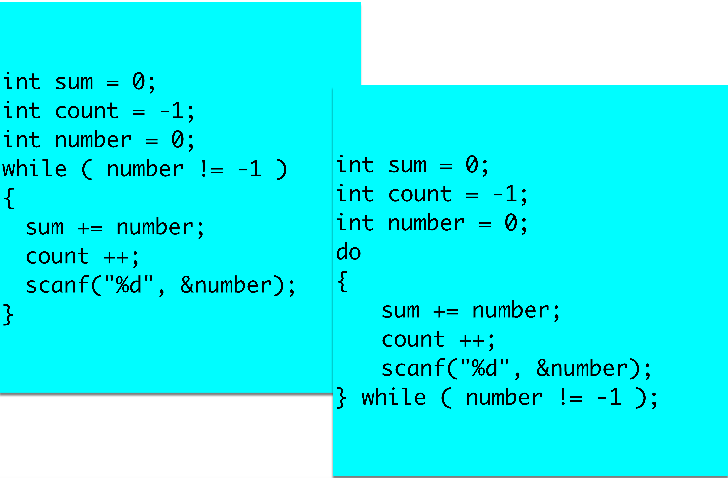 int sum = 0;
int count = -1;
int number = 0;
while ( number != -1 )
{
  sum += number;
  count ++;
  scanf("%d", &number);
}
int sum = 0;
int count = -1;
int number = 0;
do
{
    sum += number;
    count ++;
    scanf("%d", &number);
} while ( number != -1 );